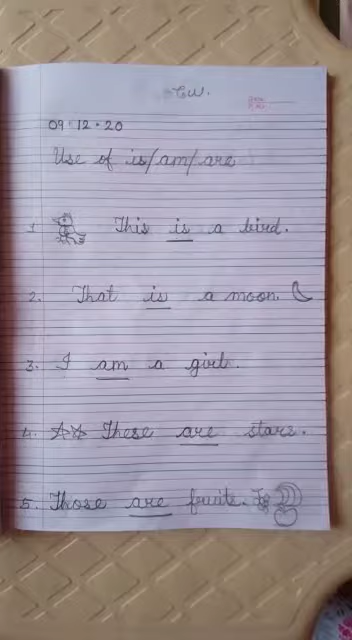 C.W.
09.12.20
Use of is/am/are
1. This is a bird.
2. That is a moon.
3. I am a girl.
4. These are stars.
5. Those are fruits.